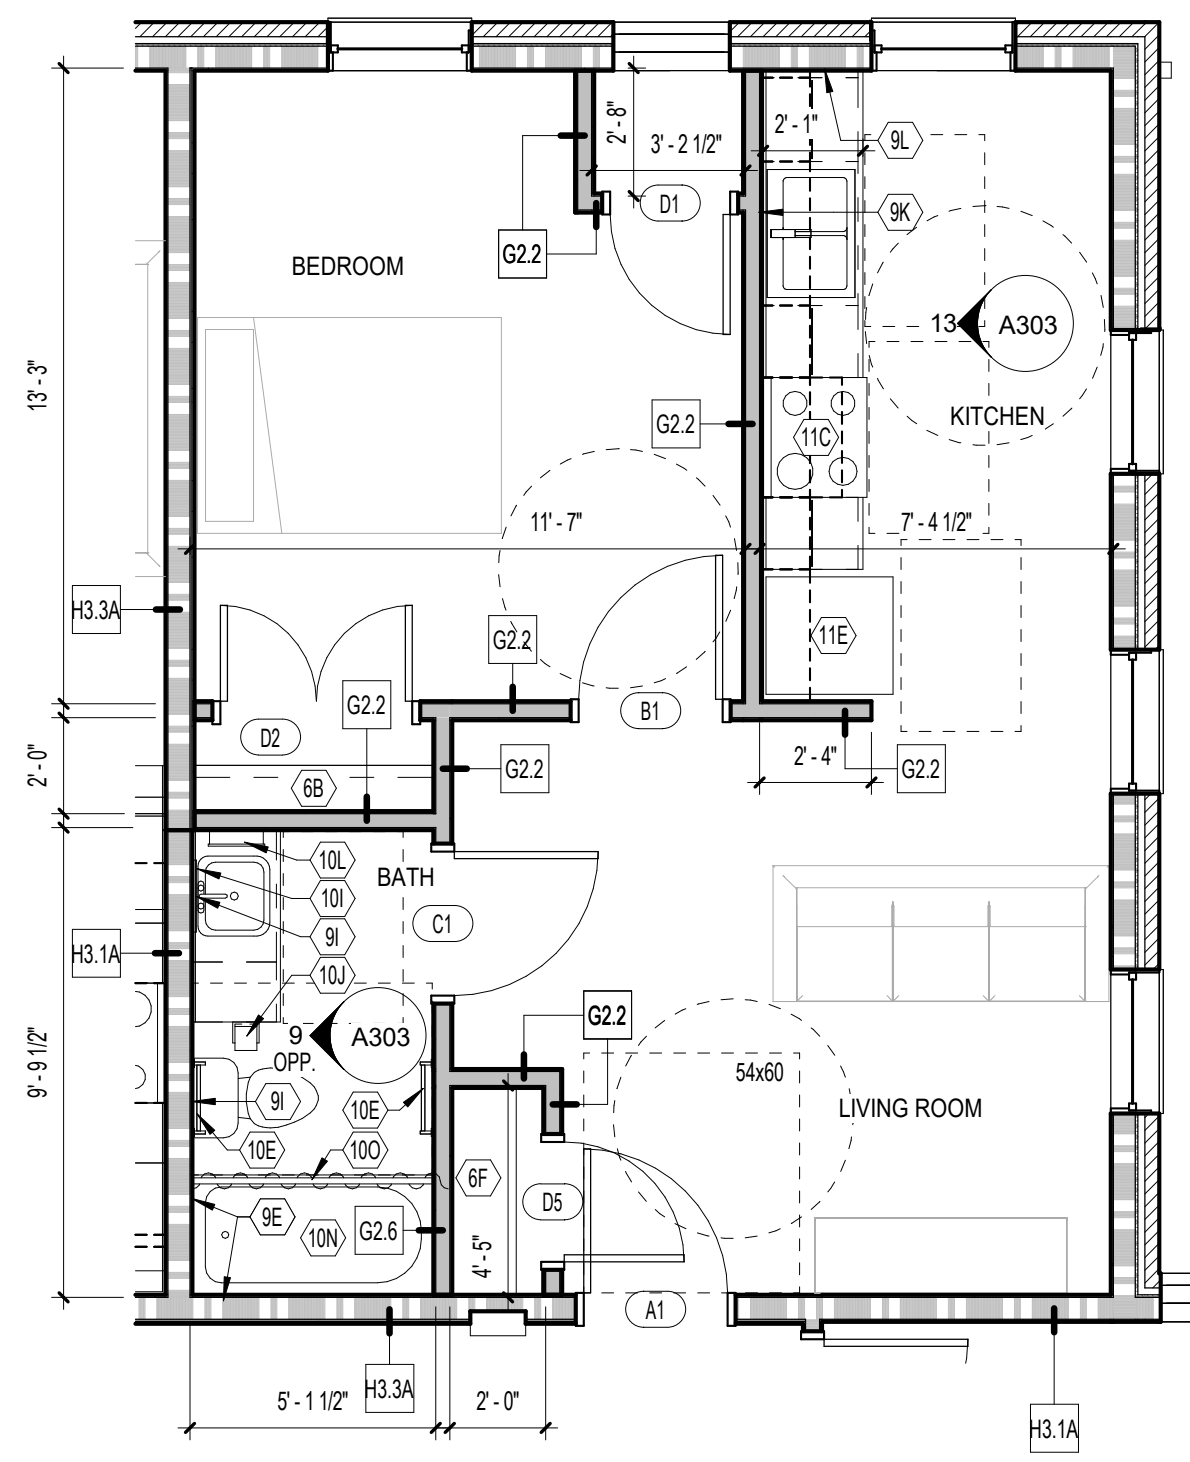 2' - 8"
3' - 2 1/2"
2' - 1"
9L
D1
9K
G2.2
BEDROOM
13
A303
13' - 3"
KITCHEN
G2.2
11C
11' - 7"
7' - 4 1/2"
H3.3A
G2.2
11E
G2.2
B1
D2
2' - 0"
G2.2
2' - 4"
G2.2
6B
10L
BATH
10I
C1
9I
H3.1A
10J
G2.2
9
A303
OPP.
9' - 9 1/2"
54x60
9I
10E
LIVING ROOM
10E
10O
6F
D5
9E
10N
G2.6
4' - 5"
A1
H3.3A
5' - 1 1/2"
2' - 0"
H3.1A